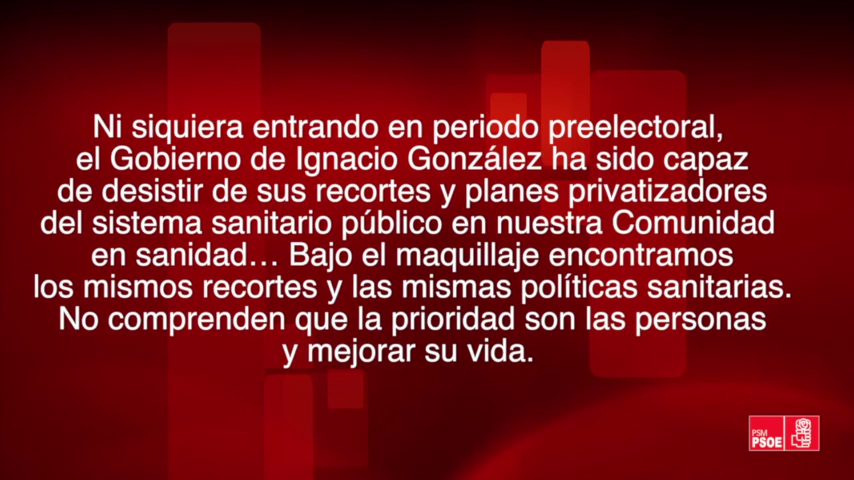 Ni siquiera entrando en periodo preelectoral,
el Gobierno de Ignacio González ha sido capaz
de desistir de sus recortes y planes privatizadores
del sistema sanitario público en nuestra Comunidad
en sanidad… Bajo el maquillaje encontramos
los mismos recortes y las mismas políticas sanitarias.
No comprenden que la prioridad son las personas
y mejorar su vida.
PSM
PSOE